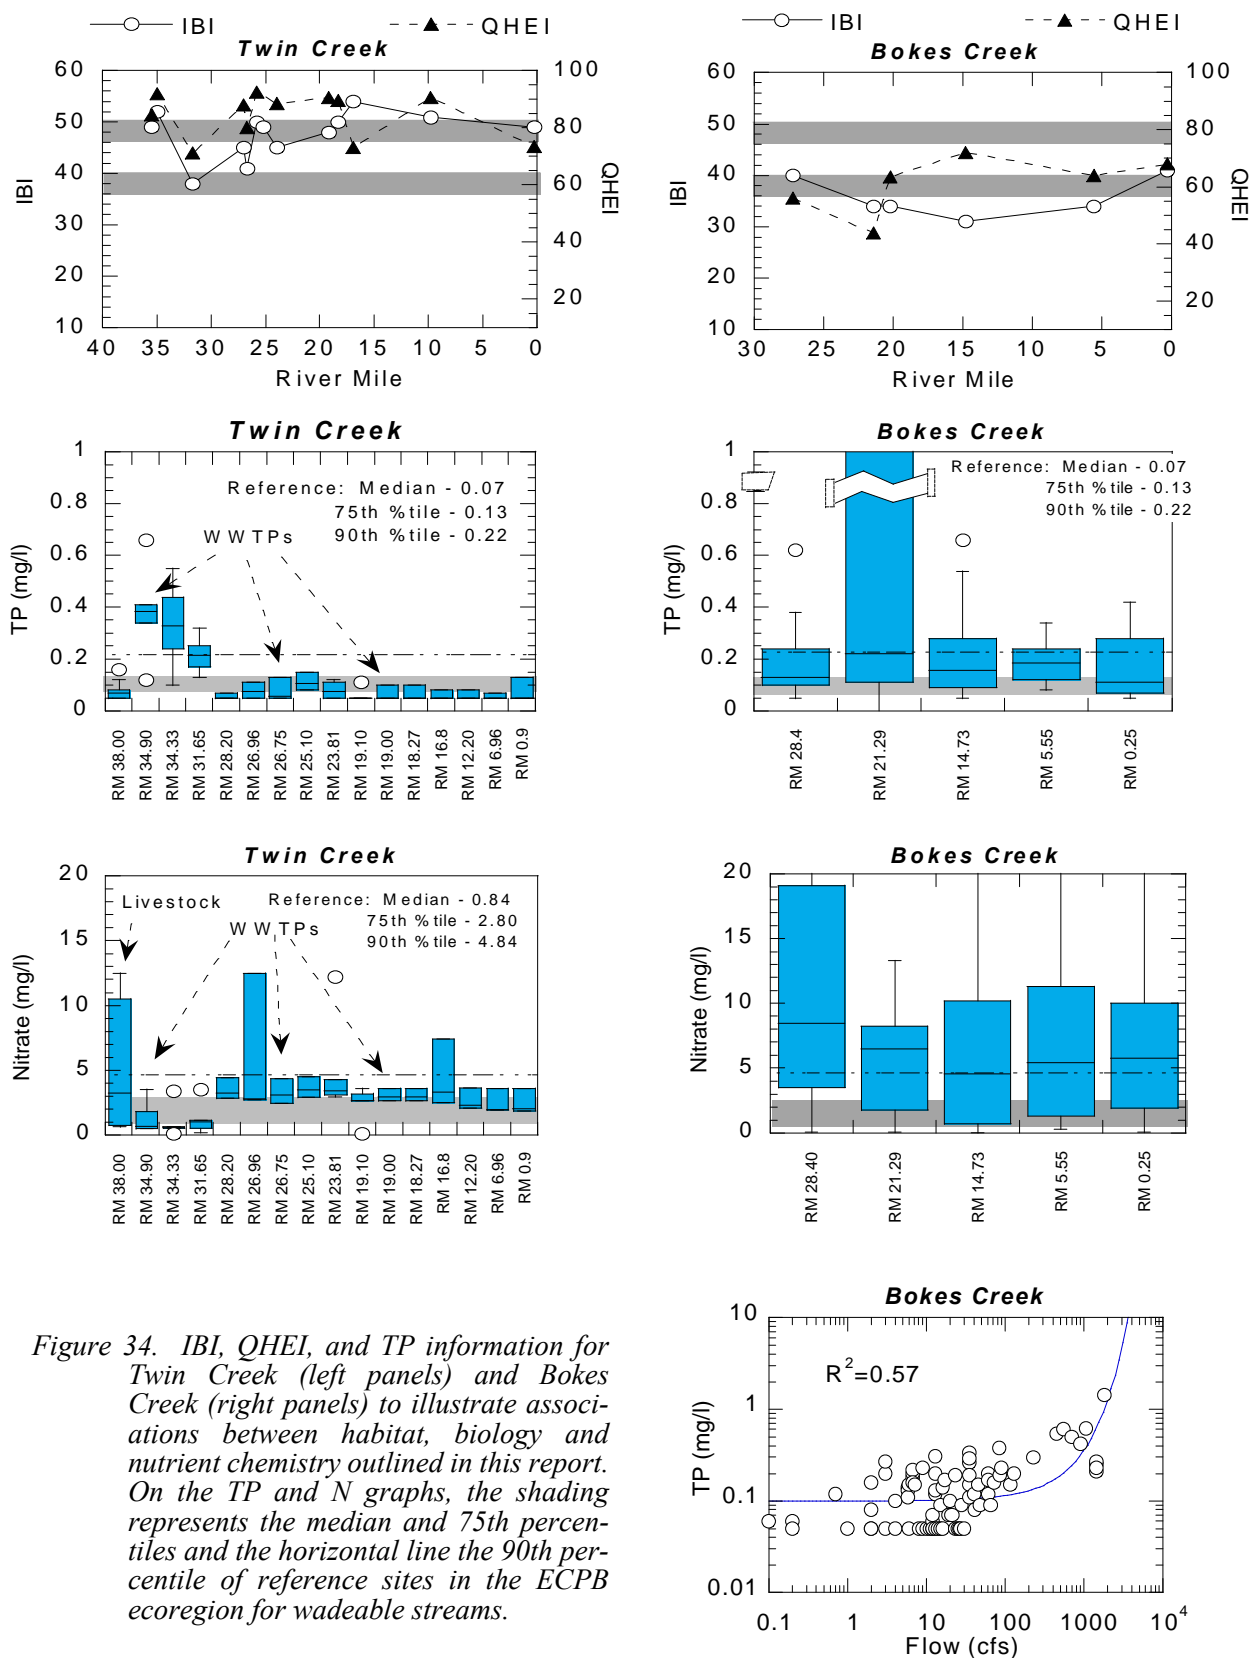 IBI QHEI
Twin Creek
60
50
40
30
20
10
IBI
100
80
60
40
20
QHEI
40 35 30 25 20 15 10 5 0
River Mile
IBI QHEI
Bokes Creek
60
50
40
30
20
10
IBI
100
80
60
40
20
QHEI
30 25 20 15 10 5 0
River Mile
Twin Creek
1
0.8
0.6
0.4
0.2
0
TP (mg/l)
Reference: Median - 0.07
75th %tile - 0.13
90th %tile - 0.22
WWTPs
RM 38.00
RM 34.90
RM 34.33
RM 31.65
RM 28.20
RM 26.96
RM 26.75
RM 25.10
RM 23.81
RM 19.10
RM 19.00
RM 18.27
RM 16.8
RM 12.20
RM 6.96
RM 0.9
Bokes Creek
1
0.8
0.6
0.4
0.2
0
TP (mg/l)
Reference: Median - 0.07
75th %tile - 0.13
90th %tile - 0.22
RM 28.4
RM 21.29
RM 14.73
RM 5.55
RM 0.25
Twin Creek
20
15
10
5
0
Nitrate (mg/l)
Livestock
Reference: Median - 0.84
75th %tile - 2.80
90th %tile - 4.84
WWTPs
RM 38.00
RM 34.90
RM 34.33
RM 31.65
RM 28.20
RM 26.96
RM 26.75
RM 25.10
RM 23.81
RM 19.10
RM 19.00
RM 18.27
RM 16.8
RM 12.20
RM 6.96
RM 0.9
Bokes Creek
20
15
10
5
0
Nitrate (mg/l)
RM 28.40
RM 21.29
RM 14.73
RM 5.55
RM 0.25
Bokes Creek
10
1
0.1
0.01
TP (mg/l)
R²=0.57
0.1 1 10 100 1000 10⁴
Flow (cfs)
Figure 34. IBI, QHEI, and TP information for
Twin Creek (left panels) and Bokes
Creek (right panels) to illustrate associ-
ations between habitat, biology and
nutrient chemistry outlined in this report.
On the TP and N graphs, the shading
represents the median and 75th percen-
tiles and the horizontal line the 90th per-
centile of reference sites in the ECPB
ecoregion for wadeable streams.